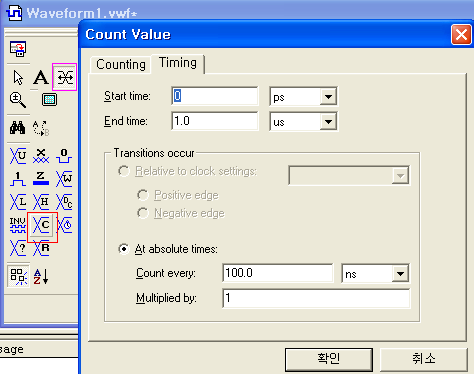 Waveform1.vwf*
Count Value
Counting Timing
Start time: 0 ps
End time: 1.0 us
Transitions occur
Relative to clock settings:
Positive edge
Negative edge
At absolute times:
Count every: 100.0 ns
Multiplied by: 1
sage
확인 취소